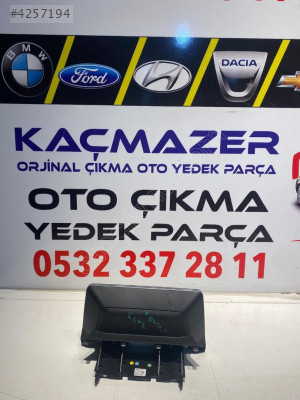 #4257194
BMW
Ford
DACIA
KAÇMAZER
ORJİNAL ÇIKMA OTO YEDEK PARÇA
OTO ÇIKMA
YEDEK PARÇA
0532 337 28 11